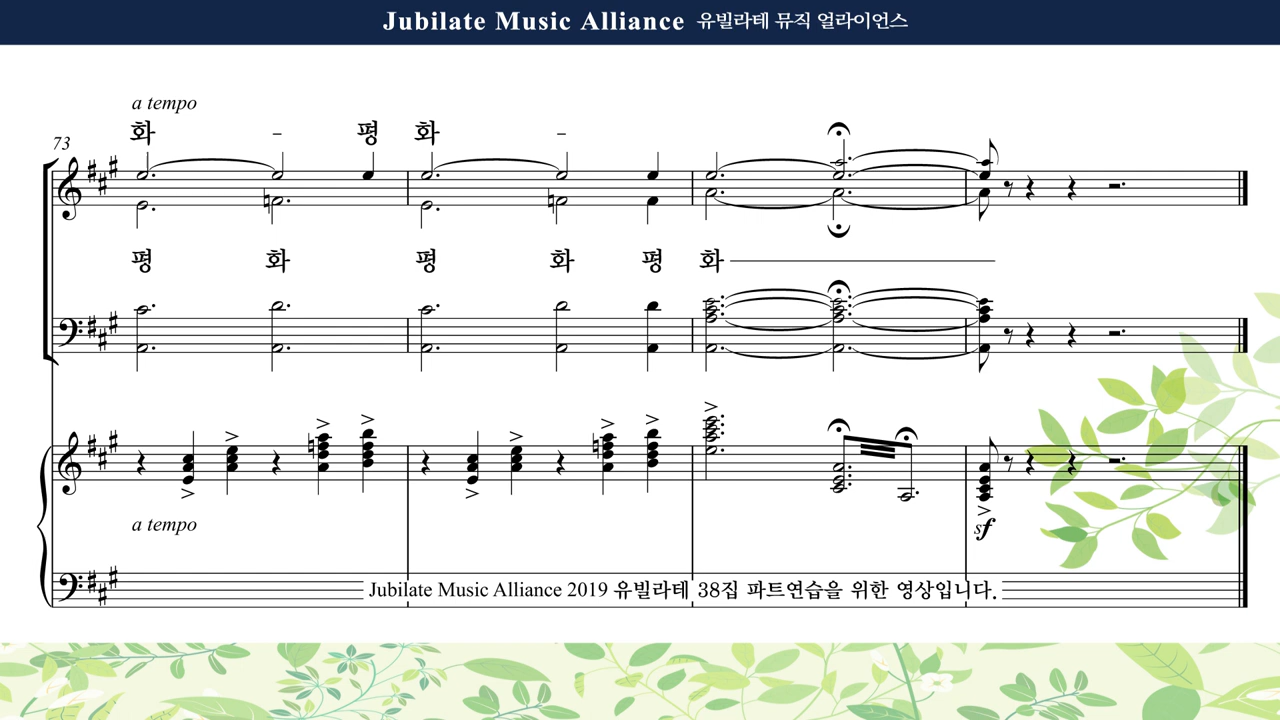 Jubilate Music Alliance 유빌라테 뮤직 얼라이언스
a tempo
73
화 - 평 화 -
평 화 평 화 평 화
a tempo
sf
Jubilate Music Alliance 2019 유빌라테 38집 파트연습을 위한 영상입니다.